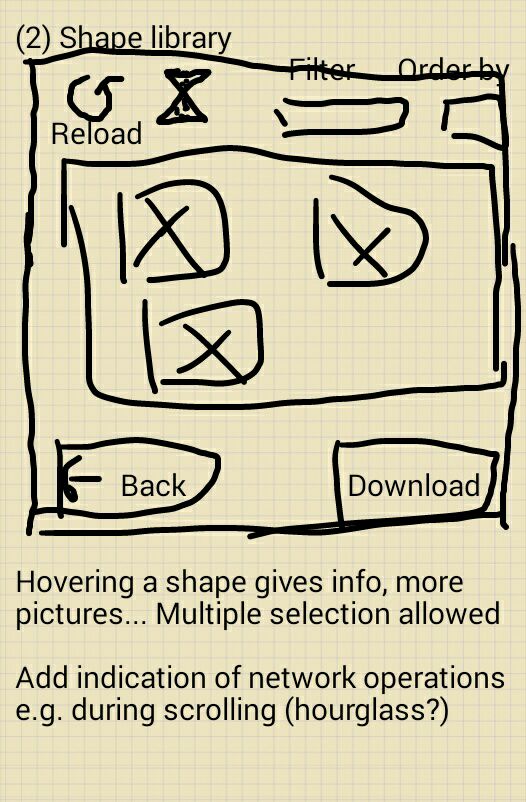 (2) Shape library
Filter Order by
Reload
Back
Download
Hovering a shape gives info, more
pictures... Multiple selection allowed
Add indication of network operations
e.g. during scrolling (hourglass?)